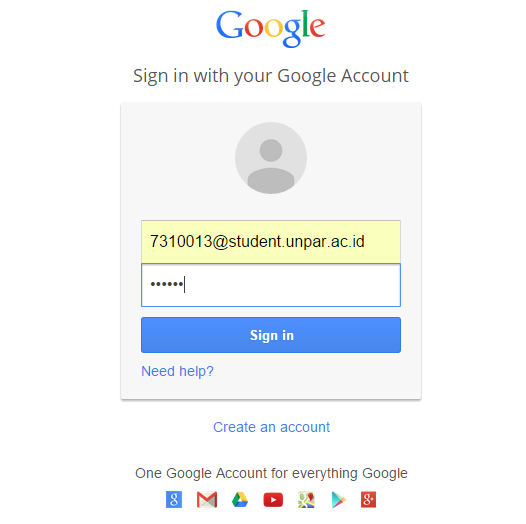 Google
Sign in with your Google Account
7310013@student.unpar.ac.id
••••••
Sign in
Need help?
Create an account
One Google Account for everything Google